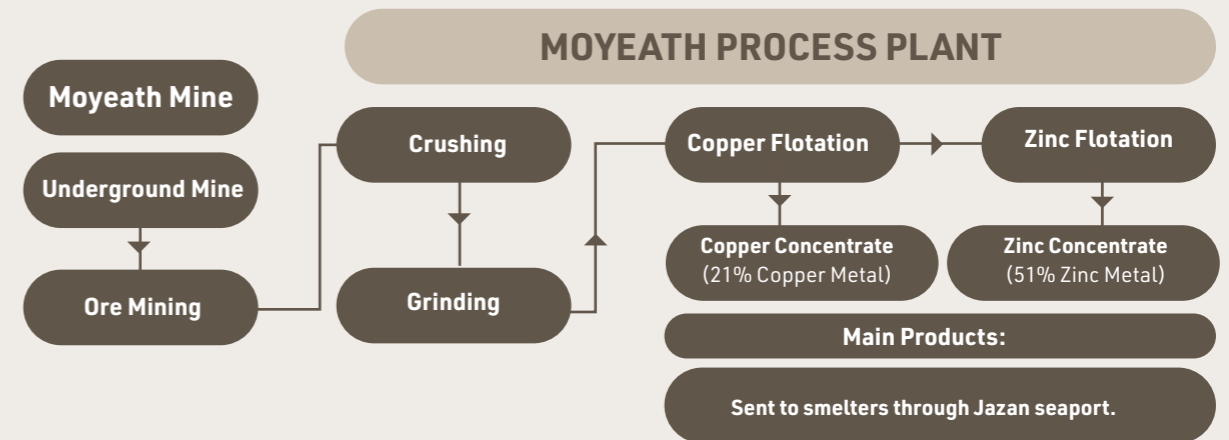 MOYEATH PROCESS PLANT
Moyeath Mine
Underground Mine
Ore Mining
Crushing
Grinding
Copper Flotation
Zinc Flotation
Copper Concentrate
(21% Copper Metal)
Zinc Concentrate
(51% Zinc Metal)
Main Products:
Sent to smelters through Jazan seaport.